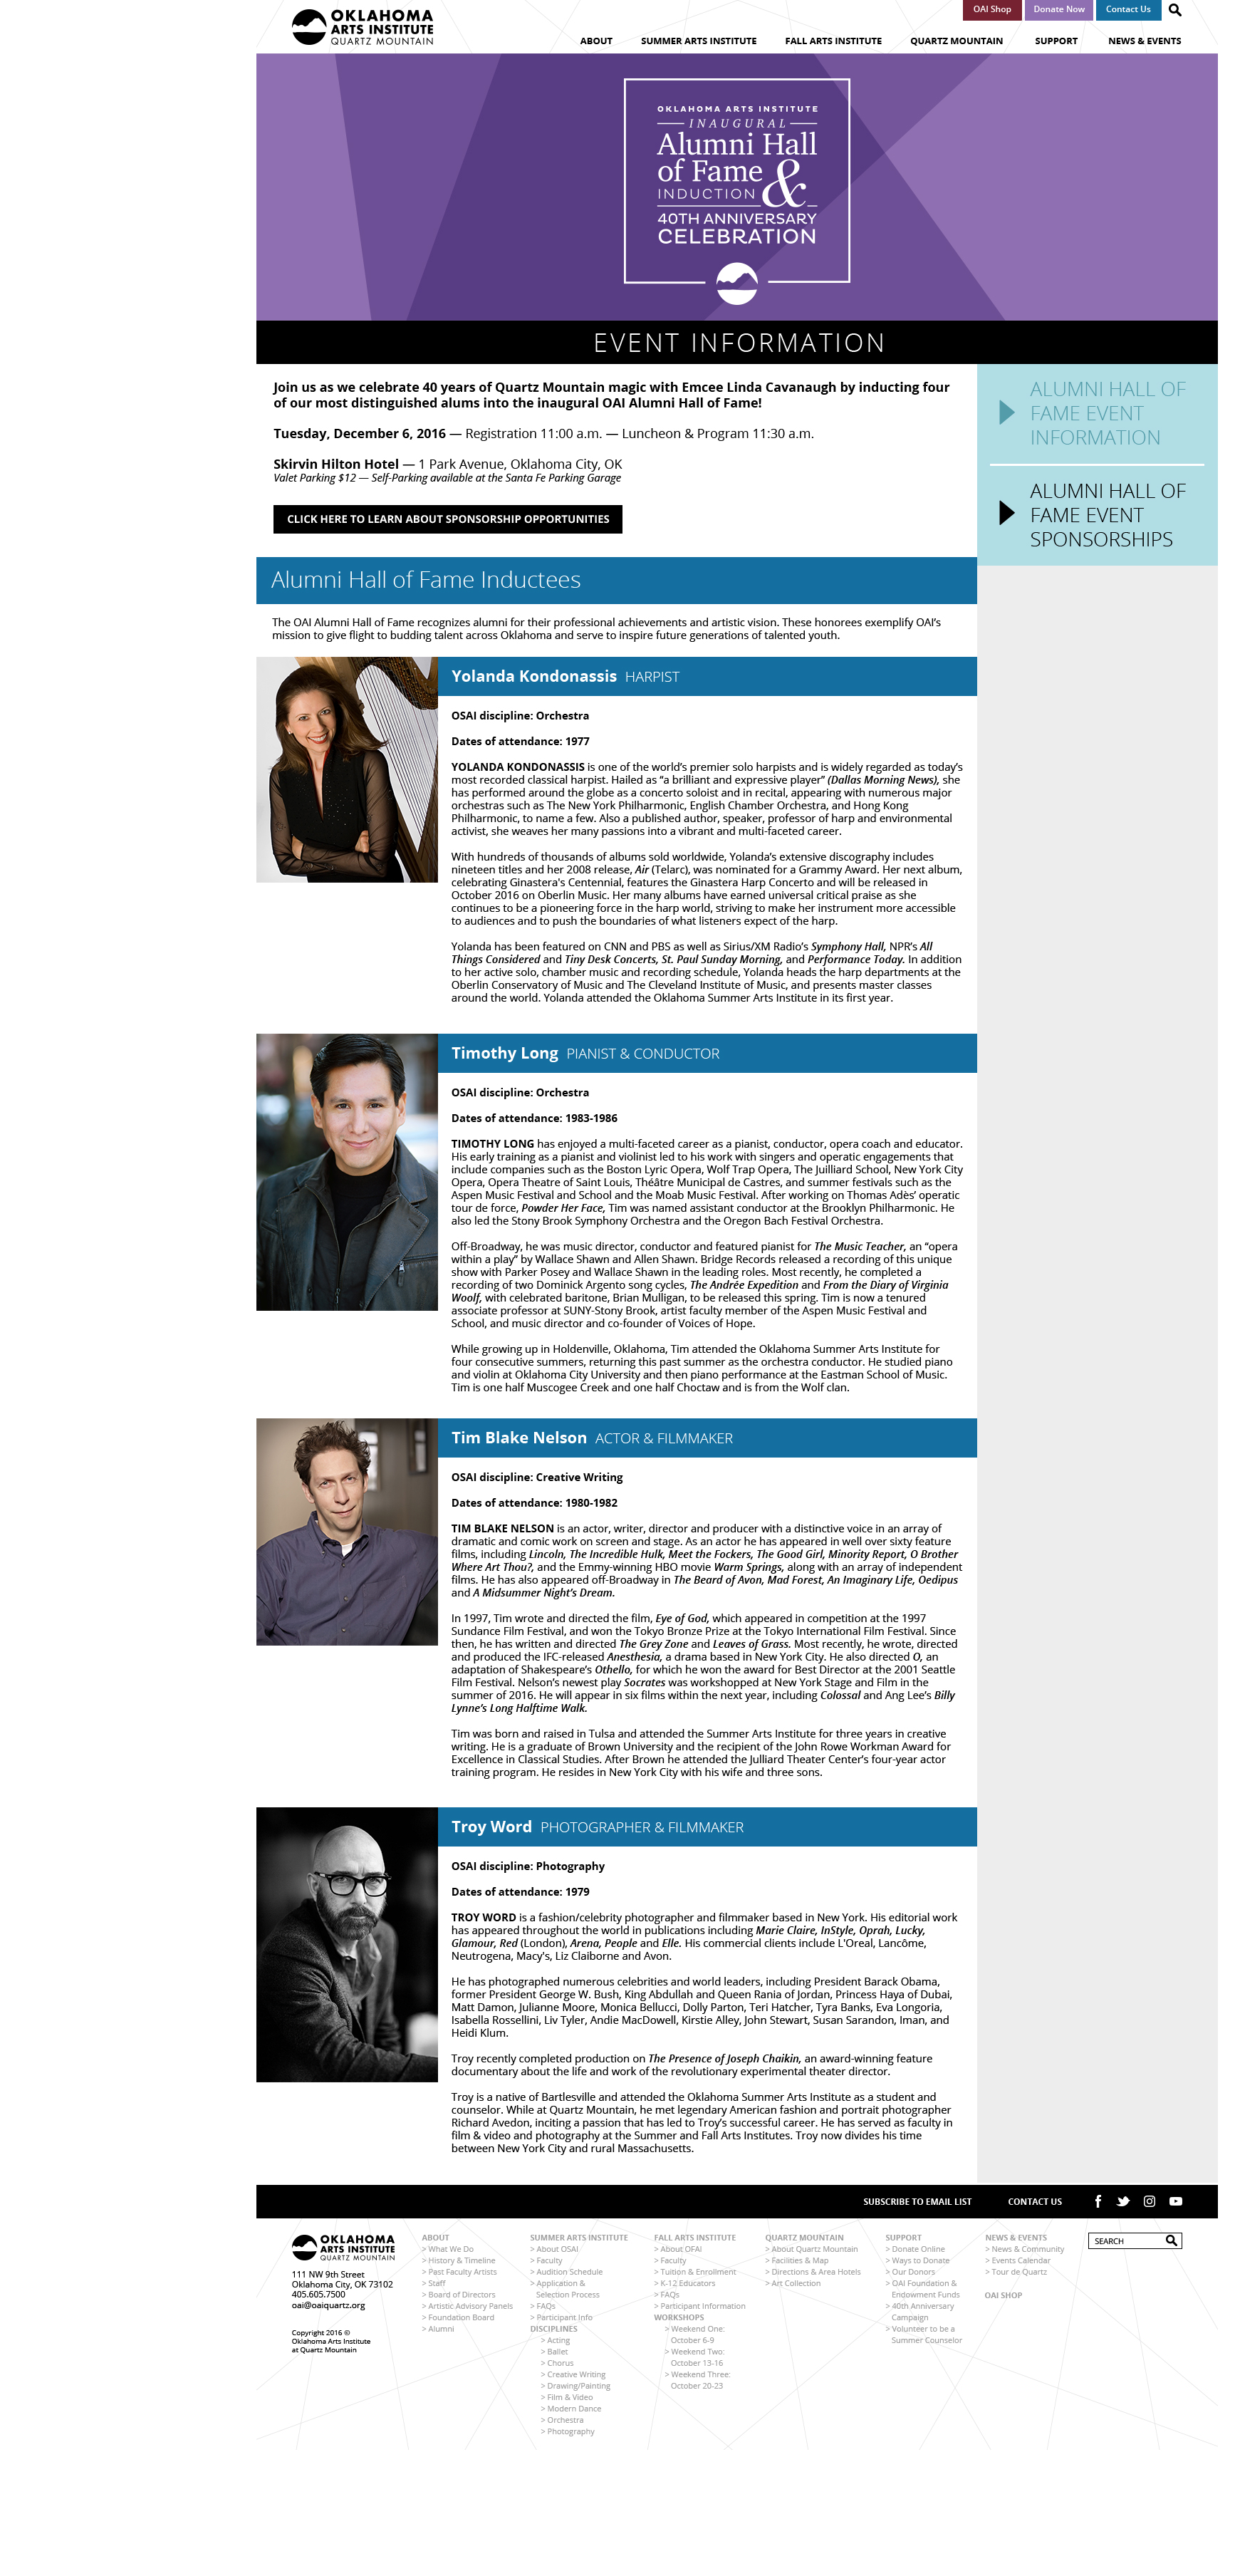 OKLAHOMA
ARTS INSTITUTE
QUARTZ MOUNTAIN
OAI Shop
Donate Now
Contact Us
ABOUT
SUMMER ARTS INSTITUTE
FALL ARTS INSTITUTE
QUARTZ MOUNTAIN
SUPPORT
NEWS & EVENTS
OKLAHOMA ARTS INSTITUTE
INAUGURAL
Alumni Hall
of Fame &
INDUCTION
40TH ANNIVERSARY
CELEBRATION
EVENT INFORMATION
Join us as we celebrate 40 years of Quartz Mountain magic with Emcee Linda Cavanaugh by inducting four
of our most distinguished alums into the inaugural OAI Alumni Hall of Fame!
Tuesday, December 6, 2016 — Registration 11:00 a.m. — Luncheon & Program 11:30 a.m.
Skirvin Hilton Hotel — 1 Park Avenue, Oklahoma City, OK
Valet Parking $12 — Self-Parking available at the Santa Fe Parking Garage
CLICK HERE TO LEARN ABOUT SPONSORSHIP OPPORTUNITIES
ALUMNI HALL OF
FAME EVENT
INFORMATION
ALUMNI HALL OF
FAME EVENT
SPONSORSHIPS
Alumni Hall of Fame Inductees
The OAI Alumni Hall of Fame recognizes alumni for their professional achievements and artistic vision. These honorees exemplify OAI's
mission to give flight to budding talent across Oklahoma and serve to inspire future generations of talented youth.
Yolanda Kondonassis HARPIST
OSAI discipline: Orchestra
Dates of attendance: 1977
YOLANDA KONDONASSIS is one of the world's premier solo harpists and is widely regarded as today's
most recorded classical harpist. Hailed as “a brilliant and expressive player” (Dallas Morning News), she
has performed around the globe as a concerto soloist and in recital, appearing with numerous major
orchestras such as The New York Philharmonic, English Chamber Orchestra, and Hong Kong
Philharmonic, to name a few. Also a published author, speaker, professor of harp and environmental
activist, she weaves her many passions into a vibrant and multi-faceted career.
With hundreds of thousands of albums sold worldwide, Yolanda's extensive discography includes
nineteen titles and her 2008 release, Air (Telarc), was nominated for a Grammy Award. Her next album,
celebrating Ginastera's Centennial, features the Ginastera Harp Concerto and will be released in
October 2016 on Oberlin Music. Her many albums have earned universal critical praise as she
continues to be a pioneering force in the harp world, striving to make her instrument more accessible
to audiences and to push the boundaries of what listeners expect of the harp.
Yolanda has been featured on CNN and PBS as well as Sirius/XM Radio's Symphony Hall, NPR's All
Things Considered and Tiny Desk Concerts, St. Paul Sunday Morning, and Performance Today. In addition
to her active solo, chamber music and recording schedule, Yolanda heads the harp departments at the
Oberlin Conservatory of Music and The Cleveland Institute of Music, and presents master classes
around the world. Yolanda attended the Oklahoma Summer Arts Institute in its first year.
Timothy Long PIANIST & CONDUCTOR
OSAI discipline: Orchestra
Dates of attendance: 1983-1986
TIMOTHY LONG has enjoyed a multi-faceted career as a pianist, conductor, opera coach and educator.
His early training as a pianist and violinist led to his work with singers and operatic engagements that
include companies such as the Boston Lyric Opera, Wolf Trap Opera, The Juilliard School, New York City
Opera, Opera Theatre of Saint Louis, Théâtre Municipal de Castres, and summer festivals such as the
Aspen Music Festival and School and the Moab Music Festival. After working on Thomas Adès' operatic
tour de force, Powder Her Face, Tim was named assistant conductor at the Brooklyn Philharmonic. He
also led the Stony Brook Symphony Orchestra and the Oregon Bach Festival Orchestra.
Off-Broadway, he was music director, conductor and featured pianist for The Music Teacher, an “opera
within a play” by Wallace Shawn and Allen Shawn. Bridge Records released a recording of this unique
show with Parker Posey and Wallace Shawn in the leading roles. Most recently, he completed a
recording of two Dominick Argento song cycles, The Andrée Expedition and From the Diary of Virginia
Woolf, with celebrated baritone, Brian Mulligan, to be released this spring. Tim is now a tenured
associate professor at SUNY-Stony Brook, artist faculty member of the Aspen Music Festival and
School, and music director and co-founder of Voices of Hope.
While growing up in Holdenville, Oklahoma, Tim attended the Oklahoma Summer Arts Institute for
four consecutive summers, returning this past summer as the orchestra conductor. He studied piano
and violin at Oklahoma City University and then piano performance at the Eastman School of Music.
Tim is one half Muscogee Creek and one half Choctaw and is from the Wolf clan.
Tim Blake Nelson ACTOR & FILMMAKER
OSAI discipline: Creative Writing
Dates of attendance: 1980-1982
TIM BLAKE NELSON is an actor, writer, director and producer with a distinctive voice in an array of
dramatic and comic work on screen and stage. As an actor he has appeared in well over sixty feature
films, including Lincoln, The Incredible Hulk, Meet the Fockers, The Good Girl, Minority Report, O Brother
Where Art Thou?, and the Emmy-winning HBO movie Warm Springs, along with an array of independent
films. He has also appeared off-Broadway in The Beard of Avon, Mad Forest, An Imaginary Life, Oedipus
and A Midsummer Night's Dream.
In 1997, Tim wrote and directed the film, Eye of God, which appeared in competition at the 1997
Sundance Film Festival, and won the Tokyo Bronze Prize at the Tokyo International Film Festival. Since
then, he has written and directed The Grey Zone and Leaves of Grass. Most recently, he wrote, directed
and produced the IFC-released Anesthesia, a drama based in New York City. He also directed O, an
adaptation of Shakespeare's Othello, for which he won the award for Best Director at the 2001 Seattle
Film Festival. Nelson's newest play Socrates was workshopped at New York Stage and Film in the
summer of 2016. He will appear in six films within the next year, including Colossal and Ang Lee's Billy
Lynne's Long Halftime Walk.
Tim was born and raised in Tulsa and attended the Summer Arts Institute for three years in creative
writing. He is a graduate of Brown University and the recipient of the John Rowe Workman Award for
Excellence in Classical Studies. After Brown he attended the Julliard Theater Center's four-year actor
training program. He resides in New York City with his wife and three sons.
Troy Word PHOTOGRAPHER & FILMMAKER
OSAI discipline: Photography
Dates of attendance: 1979
TROY WORD is a fashion/celebrity photographer and filmmaker based in New York. His editorial work
has appeared throughout the world in publications including Marie Claire, InStyle, Oprah, Lucky,
Glamour, Red (London), Arena, People and Elle. His commercial clients include L'Oreal, Lancôme,
Neutrogena, Macy's, Liz Claiborne and Avon.
He has photographed numerous celebrities and world leaders, including President Barack Obama,
former President George W. Bush, King Abdullah and Queen Rania of Jordan, Princess Haya of Dubai,
Matt Damon, Julianne Moore, Monica Bellucci, Dolly Parton, Teri Hatcher, Tyra Banks, Eva Longoria,
Isabella Rossellini, Liv Tyler, Andie MacDowell, Kirstie Alley, John Stewart, Susan Sarandon, Iman, and
Heidi Klum.
Troy recently completed production on The Presence of Joseph Chaikin, an award-winning feature
documentary about the life and work of the revolutionary experimental theater director.
Troy is a native of Bartlesville and attended the Oklahoma Summer Arts Institute as a student and
counselor. While at Quartz Mountain, he met legendary American fashion and portrait photographer
Richard Avedon, inciting a passion that has led to Troy's successful career. He has served as faculty in
film & video and photography at the Summer and Fall Arts Institutes. Troy now divides his time
between New York City and rural Massachusetts.
SUBSCRIBE TO EMAIL LIST
CONTACT US
OKLAHOMA
ARTS INSTITUTE
QUARTZ MOUNTAIN
111 NW 9th Street
Oklahoma City, OK 73102
405.605.7500
oai@oaiquartz.org
Copyright 2016 ©
Oklahoma Arts Institute
at Quartz Mountain
ABOUT
> What We Do
> History & Timeline
> Past Faculty Artists
> Staff
> Board of Directors
> Artistic Advisory Panels
> Foundation Board
> Alumni
SUMMER ARTS INSTITUTE
> About OSAI
> Faculty
> Audition Schedule
> Application &
Selection Process
> FAQs
> Participant Info
DISCIPLINES
> Acting
> Ballet
> Chorus
> Creative Writing
> Drawing/Painting
> Film & Video
> Modern Dance
> Orchestra
> Photography
FALL ARTS INSTITUTE
> About OFAI
> Faculty
> Tuition & Enrollment
> K-12 Educators
> FAQs
> Participant Information
WORKSHOPS
> Weekend One:
October 6-9
> Weekend Two:
October 13-16
> Weekend Three:
October 20-23
QUARTZ MOUNTAIN
> About Quartz Mountain
> Facilities & Map
> Directions & Area Hotels
> Art Collection
SUPPORT
> Donate Online
> Ways to Donate
> Our Donors
> OAI Foundation &
Endowment Funds
> 40th Anniversary
Campaign
> Volunteer to be a
Summer Counselor
NEWS & EVENTS
> News & Community
> Events Calendar
> Tour de Quartz
OAI SHOP
SEARCH